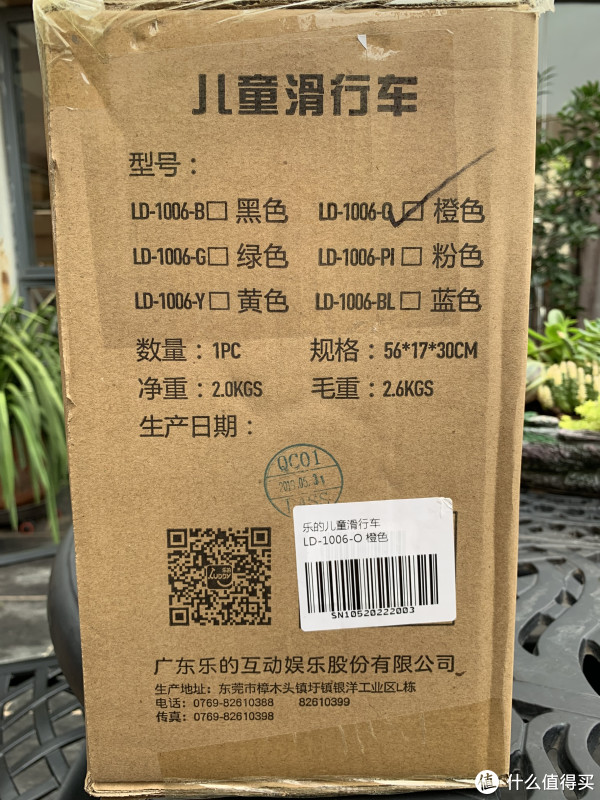 儿童滑行车
型号：
LD-1006-B□ 黑色 LD-1006-O□ 橙色
LD-1006-G□ 绿色 LD-1006-PI□ 粉色
LD-1006-Y□ 黄色 LD-1006-BL□ 蓝色
数量：1PC 规格：56*17*30CM
净重：2.0KGS 毛重：2.6KGS
生产日期：
QC01
PASS
乐的儿童滑行车
LD-1006-O 橙色
SN10520222003
乐的
LUDDY
广东乐的互动娱乐股份有限公司
生产地址：东莞市樟木头镇圩镇银洋工业区L栋
电话：0769-82610388 82610399
传真：0769-82610398
值 什么值得买